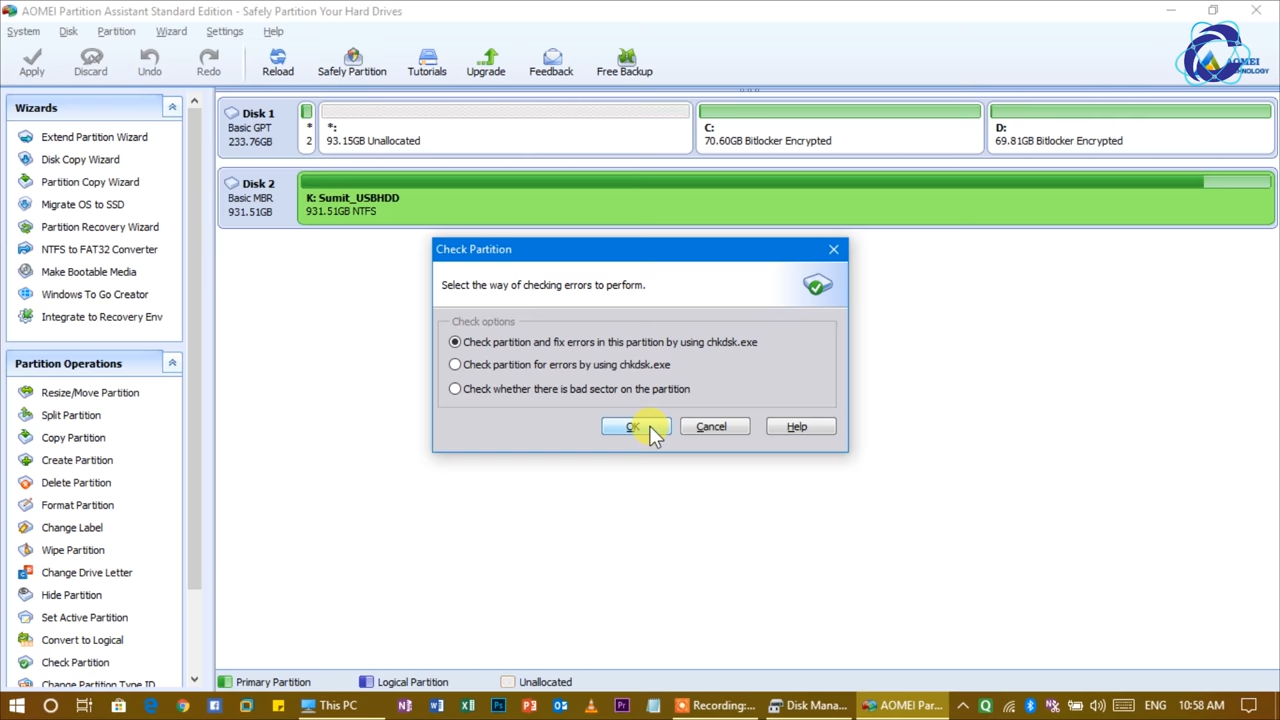 AOMEI Partition Assistant Standard Edition - Safely Partition Your Hard Drives
System Disk Partition Wizard Settings Help
Apply Discard Undo Redo Reload Safely Partition Tutorials Upgrade Feedback Free Backup
AOMEI
TECHNOLOGY
Wizards
Extend Partition Wizard
Disk Copy Wizard
Partition Copy Wizard
Migrate OS to SSD
Partition Recovery Wizard
NTFS to FAT32 Converter
Make Bootable Media
Windows To Go Creator
Integrate to Recovery Env
Partition Operations
Resize/Move Partition
Split Partition
Copy Partition
Create Partition
Delete Partition
Format Partition
Change Label
Wipe Partition
Change Drive Letter
Hide Partition
Set Active Partition
Convert to Logical
Check Partition
Change Partition Type ID
Disk 1
Basic GPT
233.76GB
*
2
*:
93.15GB Unallocated
C:
70.60GB Bitlocker Encrypted
D:
69.81GB Bitlocker Encrypted
Disk 2
Basic MBR
931.51GB
K: Sumit_USBHDD
931.51GB NTFS
Check Partition
Select the way of checking errors to perform.
Check options
Check partition and fix errors in this partition by using chkdsk.exe
Check partition for errors by using chkdsk.exe
Check whether there is bad sector on the partition
OK Cancel Help
Primary Partition Logical Partition Unallocated
This PC Recording:... Disk Mana... AOMEI Par... ENG 10:58 AM